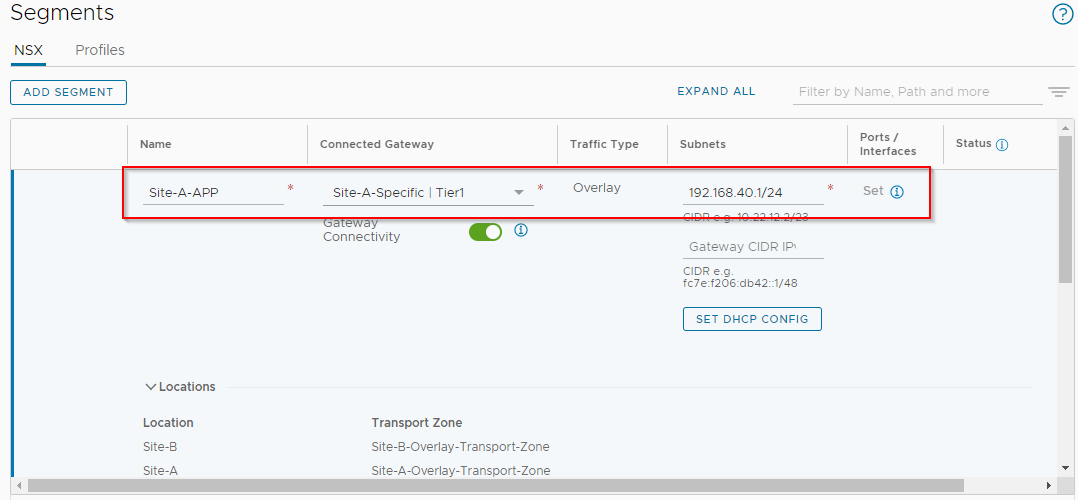 Segments
NSX Profiles
ADD SEGMENT EXPAND ALL Filter by Name, Path and more
Name Connected Gateway Traffic Type Subnets Ports / Interfaces Status
Site-A-APP * Site-A-Specific | Tier1 * Overlay 192.168.40.1/24 * Set
CIDR e.g. 10.22.12.2/23
Gateway
Connectivity
Gateway CIDR IPv
CIDR e.g.
fc7e:f206:db42::1/48
SET DHCP CONFIG
Locations
Location Transport Zone
Site-B Site-B-Overlay-Transport-Zone
Site-A Site-A-Overlay-Transport-Zone